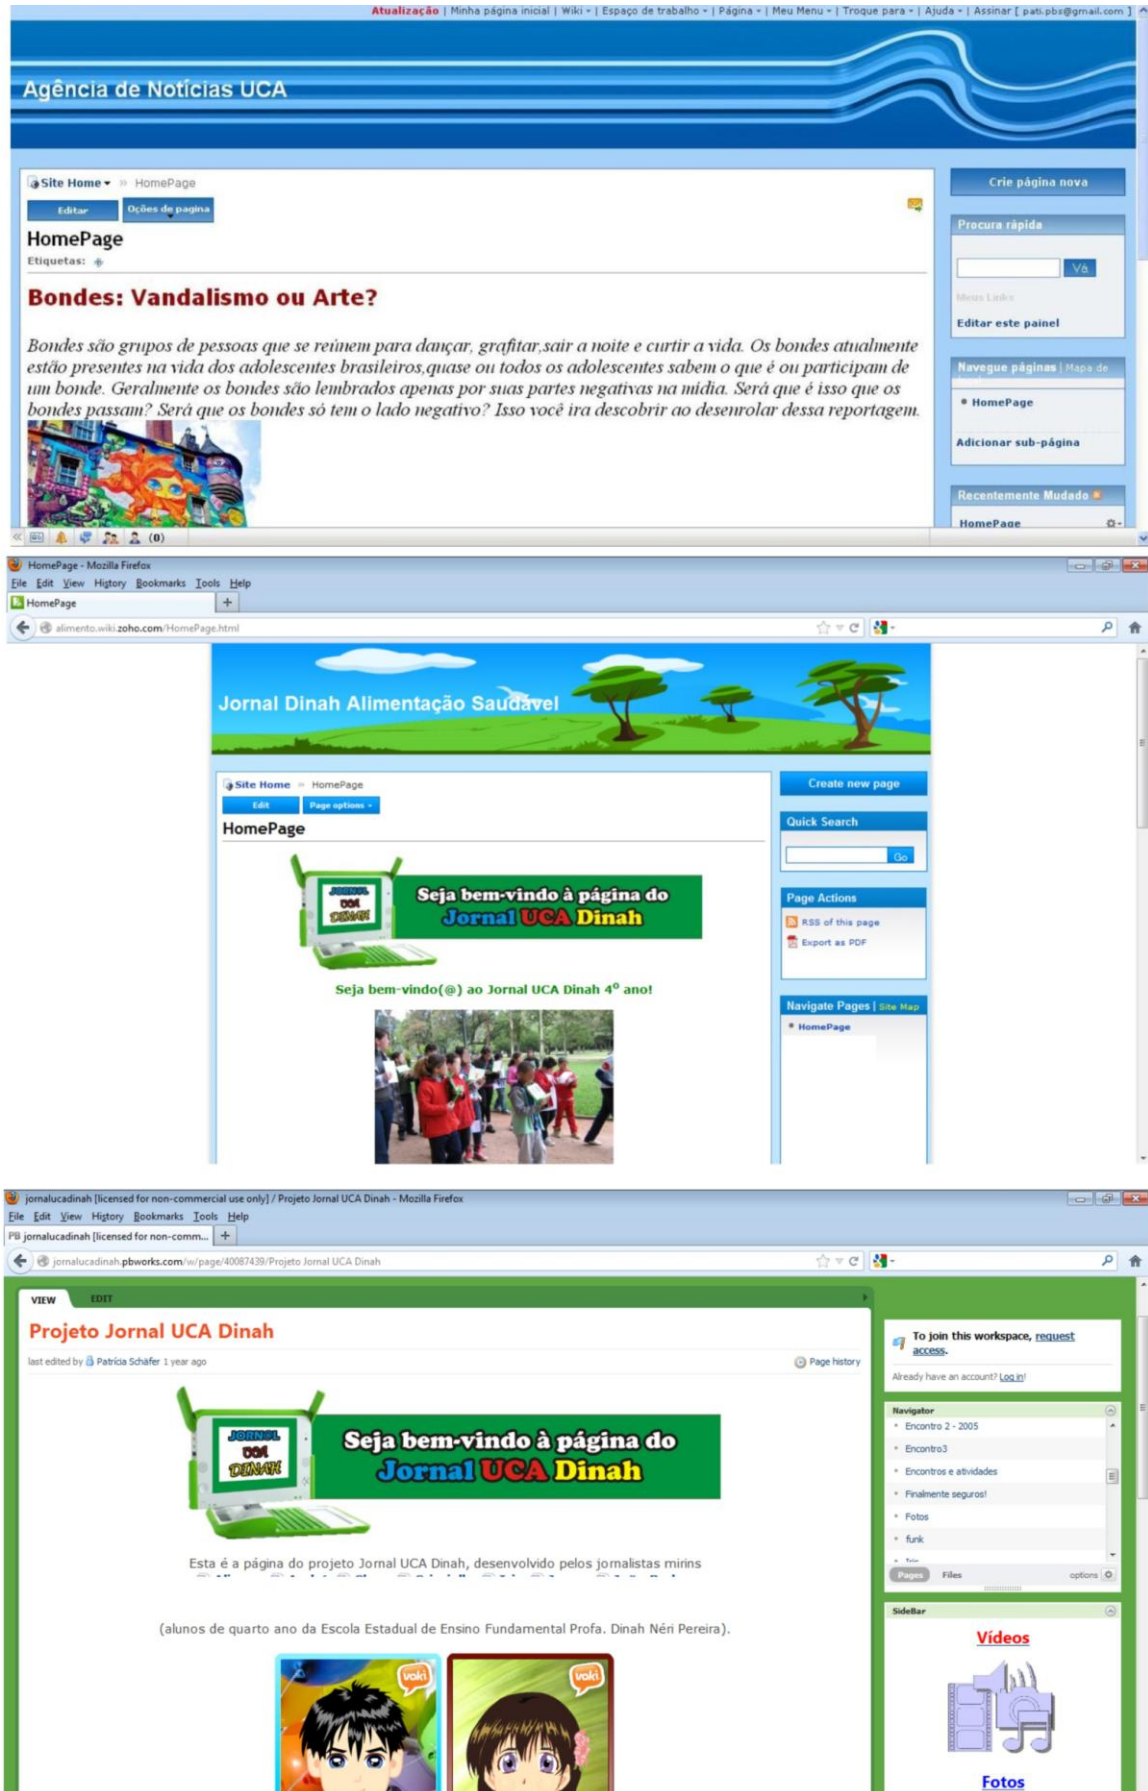 Atualização | Minha página inicial | Wiki | Espaço de trabalho | Página | Meu Menu | Troque para | Ajuda | Assinar [ pati.pbs@gmail.com ]
Agência de Notícias UCA
Site Home » HomePage
Crie página nova
Editar Oções de pagina
Procura rápida
HomePage
Etiquetas:
Vá
Bondes: Vandalismo ou Arte?
Meus Links
Editar este painel
Bondes são grupos de pessoas que se reúnem para dançar, grafitar,sair a noite e curtir a vida. Os bondes atualmente
estão presentes na vida dos adolescentes brasileiros,quase ou todos os adolescentes sabem o que é ou participam de
um bonde. Geralmente os bondes são lembrados apenas por suas partes negativas na mídia. Será que é isso que os
bondes passam? Será que os bondes só tem o lado negativo? Isso você ira descobrir ao desenrolar dessa reportagem.
Navegue páginas | Mapa de
HomePage
Adicionar sub-página
Recentemente Mudado
HomePage
(0)
HomePage - Mozilla Firefox
File Edit View History Bookmarks Tools Help
HomePage +
alimento.wiki.zoho.com/HomePage.html
Jornal Dinah Alimentação Saudável
Site Home » HomePage
Create new page
Edit Page options
HomePage
Quick Search
Go
JORNAL
UCA
DINAH
Seja bem-vindo à página do
Jornal UCA Dinah
Page Actions
RSS of this page
Export as PDF
Seja bem-vindo(@) ao Jornal UCA Dinah 4º ano!
Navigate Pages | Site Map
HomePage
jornalucadinah [licensed for non-commercial use only] / Projeto Jornal UCA Dinah - Mozilla Firefox
File Edit View History Bookmarks Tools Help
PB jornalucadinah [licensed for non-comm... +
jornalucadinah.pbworks.com/w/page/40087439/Projeto Jornal UCA Dinah
VIEW EDIT
Projeto Jornal UCA Dinah
last edited by Patrícia Schäfer 1 year ago
Page history
To join this workspace, request
access.
Already have an account? Log in!
JORNAL
UCA
DINAH
Seja bem-vindo à página do
Jornal UCA Dinah
Navigator
Encontro 2 - 2005
Encontro3
Encontros e atividades
Finalmente seguros!
Fotos
funk
Pages Files options
Esta é a página do projeto Jornal UCA Dinah, desenvolvido pelos jornalistas mirins
(alunos de quarto ano da Escola Estadual de Ensino Fundamental Profa. Dinah Néri Pereira).
SideBar
Vídeos
voki voki
Fotos